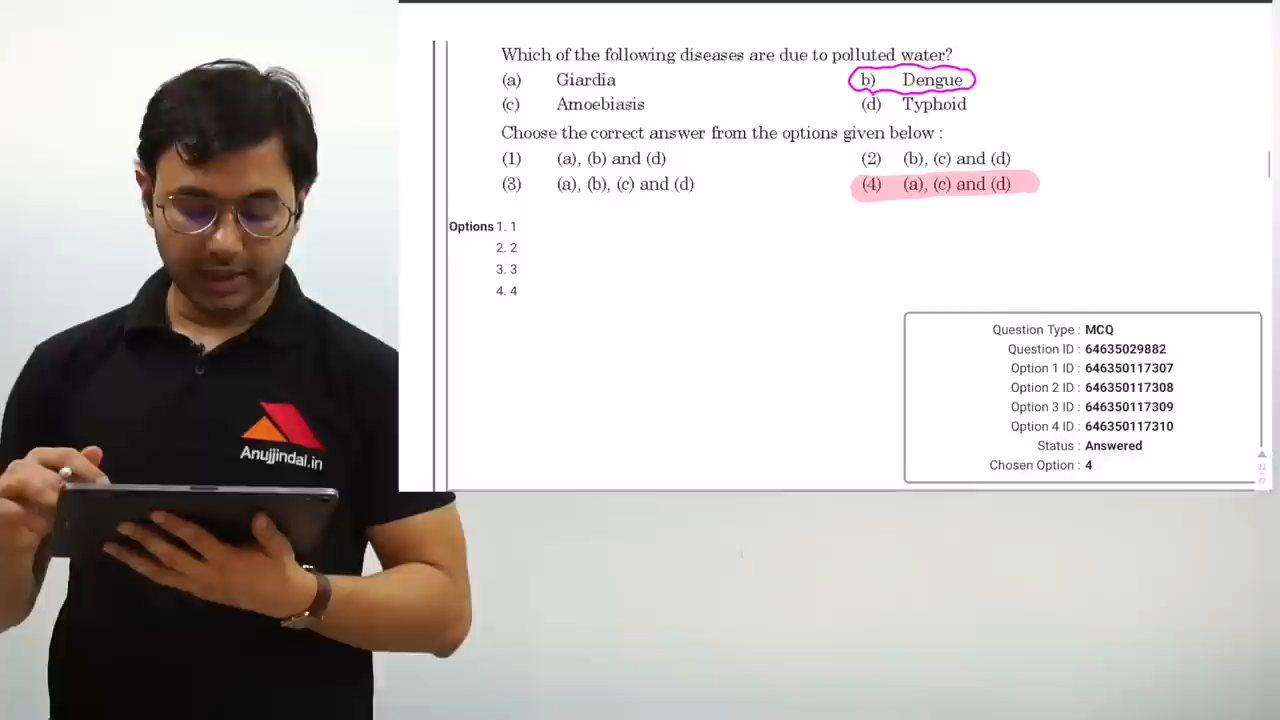 Which of the following diseases are due to polluted water?
(a) Giardia b) Dengue
(c) Amoebiasis (d) Typhoid
Choose the correct answer from the options given below :
(1) (a), (b) and (d) (2) (b), (c) and (d)
(3) (a), (b), (c) and (d) (4) (a), (c) and (d)
Options 1. 1
2. 2
3. 3
4. 4
Question Type : MCQ
Question ID : 64635029882
Option 1 ID : 646350117307
Option 2 ID : 646350117308
Option 3 ID : 646350117309
Option 4 ID : 646350117310
Status : Answered
Chosen Option : 4
Anujjindal.in